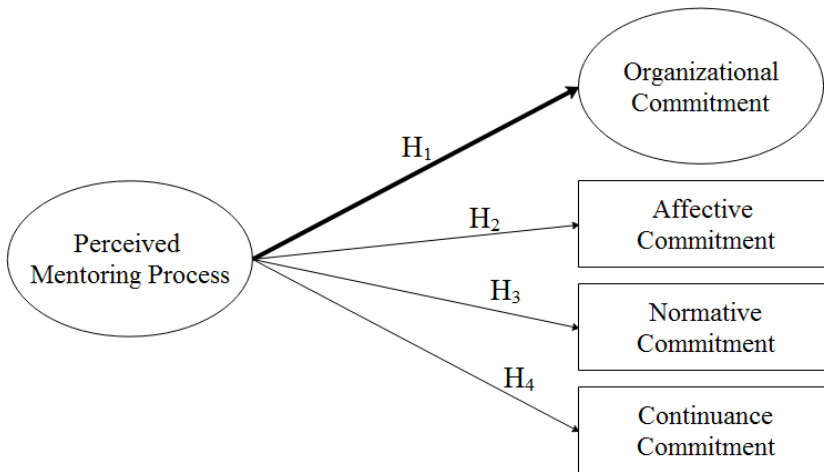 Organizational
Commitment
H₁
Affective
Commitment
H₂
Perceived
Mentoring Process
H₃
Normative
Commitment
H₄
Continuance
Commitment